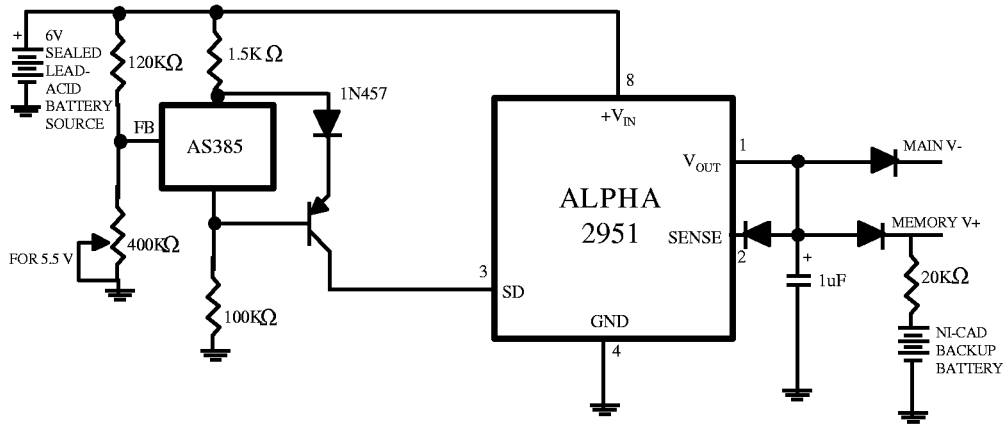 +
6V
SEALED
LEAD-
ACID
BATTERY
SOURCE
120KΩ
1.5K Ω
1N457
FB
AS385
400KΩ
FOR 5.5 V
100KΩ
8
+VIN
1
VOUT
MAIN V-
ALPHA
2951
SENSE
2
MEMORY V+
3
SD
+
1uF
20KΩ
GND
4
NI-CAD
BACKUP
BATTERY